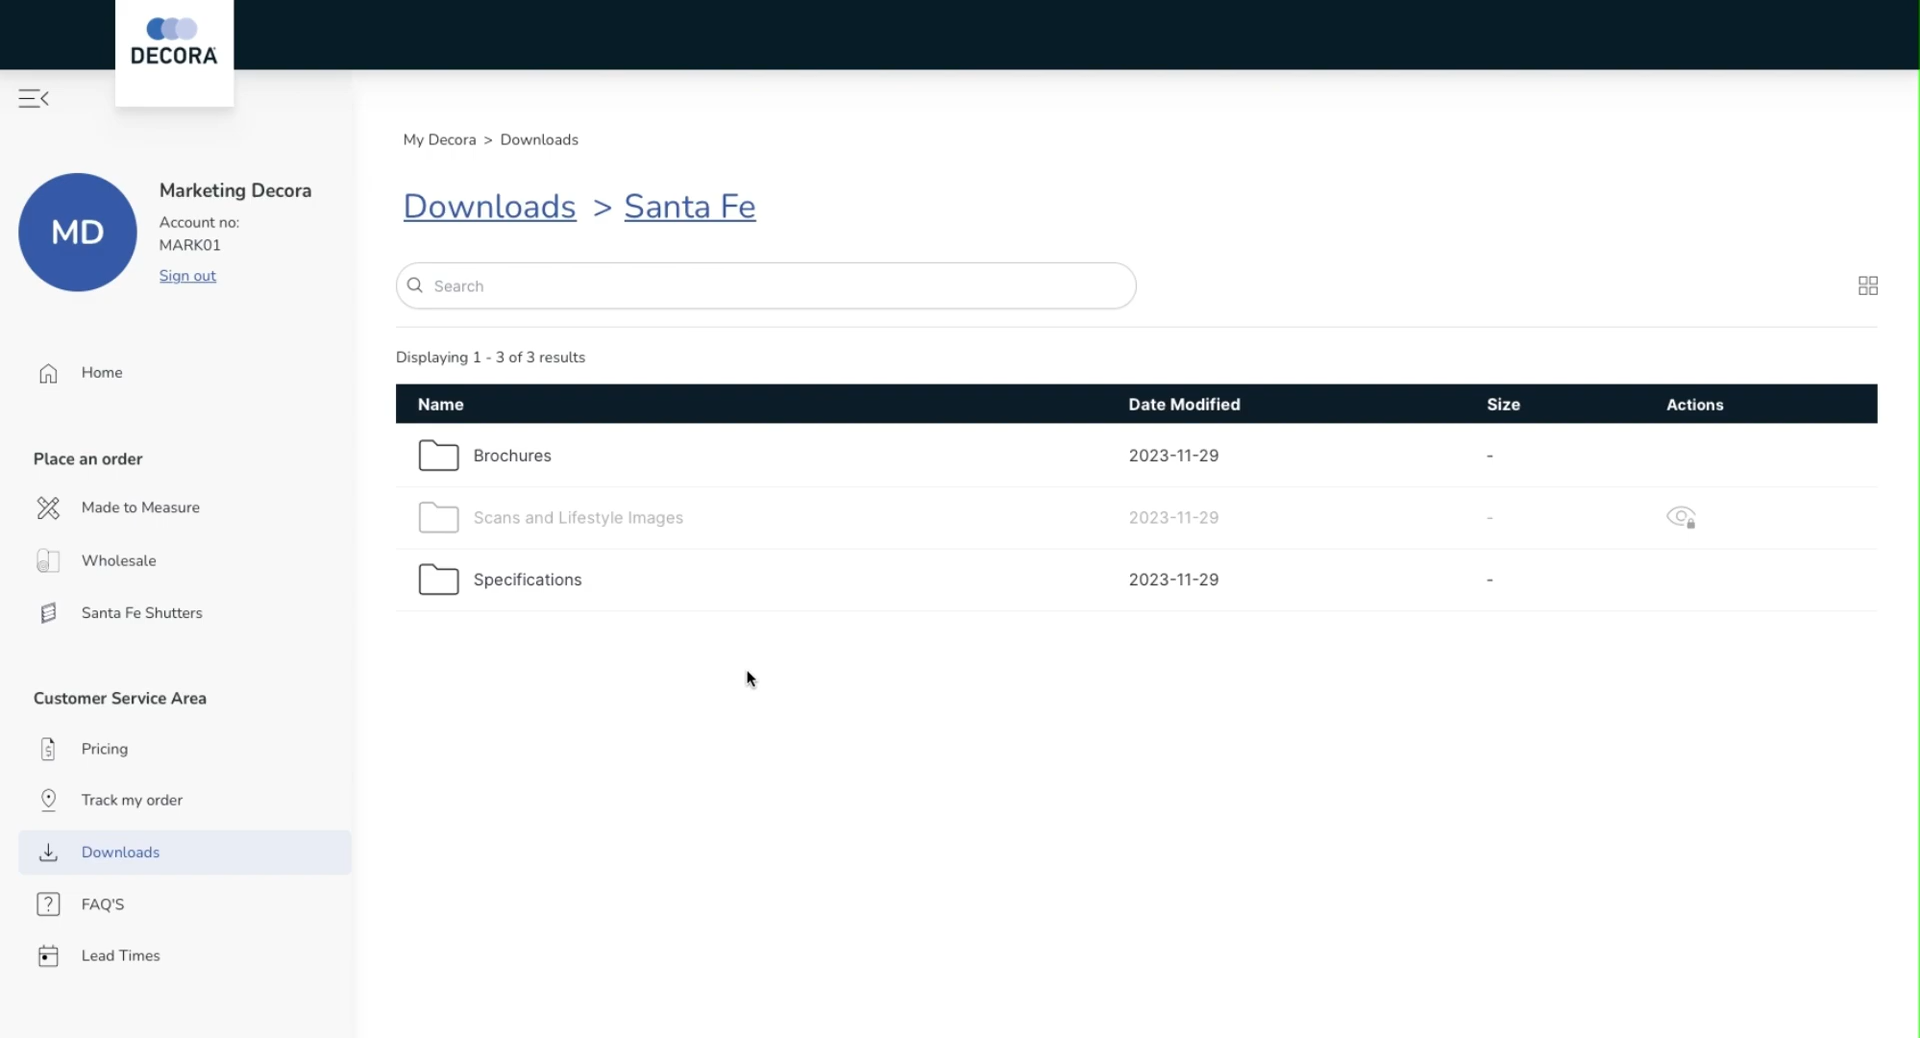 DECORA
MD
Marketing Decora
Account no:
MARK01
Sign out
Home
Place an order
Made to Measure
Wholesale
Santa Fe Shutters
Customer Service Area
Pricing
Track my order
Downloads
FAQ'S
Lead Times
My Decora > Downloads
Downloads > Santa Fe
Search
Displaying 1 - 3 of 3 results
Name Date Modified Size Actions
Brochures 2023-11-29 -
Scans and Lifestyle Images 2023-11-29 -
Specifications 2023-11-29 -